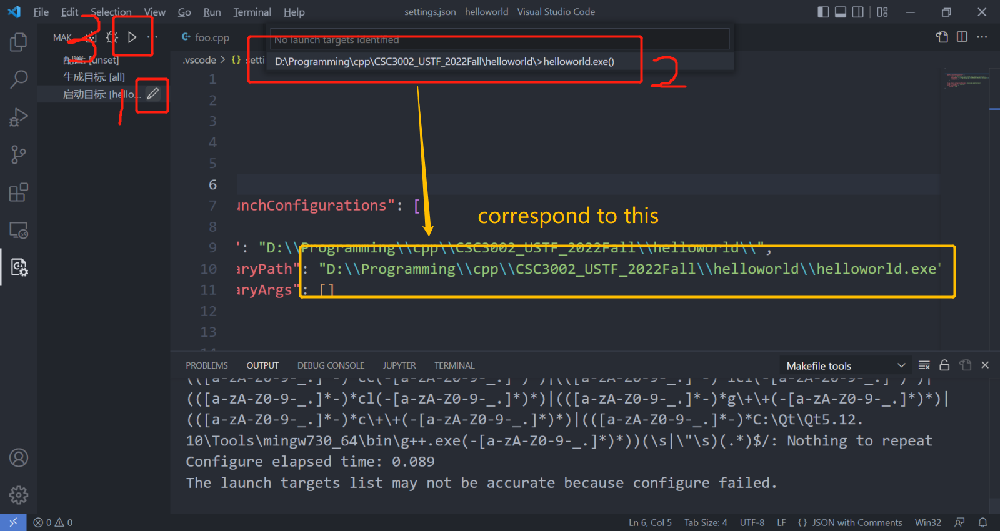 File Edit Selection View Go Run Terminal Help
settings.json - helloworld - Visual Studio Code
MAK
3
配置: [unset]
生成目标: [all]
启动目标: [hello...
1
foo.cpp
No launch targets identified
.vscode > {} setti
D:\Programming\cpp\CSC3002_USTF_2022Fall\helloworld\>helloworld.exe()
2
1
2
3
4
5
6
7 unchConfigurations": [
8
correspond to this
9 ": "D:\\Programming\\cpp\\CSC3002_USTF_2022Fall\\helloworld\\",
10 aryPath": "D:\\Programming\\cpp\\CSC3002_USTF_2022Fall\\helloworld\\helloworld.exe"
11 aryArgs": []
12
13
14
PROBLEMS OUTPUT DEBUG CONSOLE JUPYTER TERMINAL
Makefile tools
(([a-zA-Z0-9-_.]*-)*cl(-[a-zA-Z0-9-_.]*)*)|(([a-zA-Z0-9-_.]*-)*g\+\+(-[a-zA-Z0-9-_.]*)*)|
(([a-zA-Z0-9-_.]*-)*c\+\+(-[a-zA-Z0-9-_.]*)*)|(([a-zA-Z0-9-_.]*-)*C:\Qt\Qt5.12.
10\Tools\mingw730_64\bin\g++.exe(-[a-zA-Z0-9-_.]*)*))(\s|\"\s)(.*)$/: Nothing to repeat
Configure elapsed time: 0.089
The launch targets list may not be accurate because configure failed.
0 0
Ln 6, Col 5 Tab Size: 4 UTF-8 LF {} JSON with Comments Win32